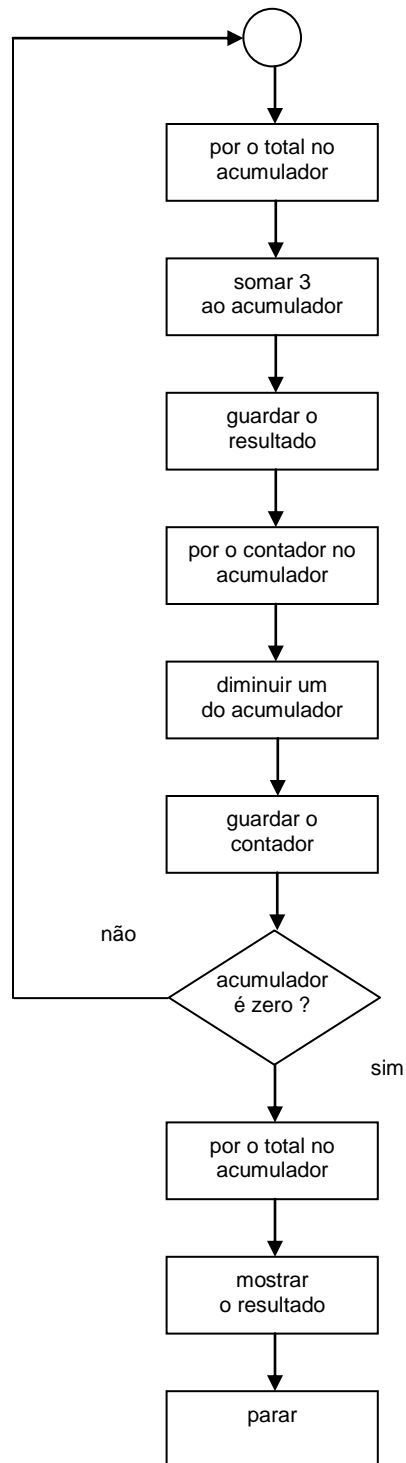 por o total no
acumulador
somar 3
ao acumulador
guardar o
resultado
por o contador no
acumulador
diminuir um
do acumulador
guardar o
contador
não
acumulador
é zero ?
sim
por o total no
acumulador
mostrar
o resultado
parar